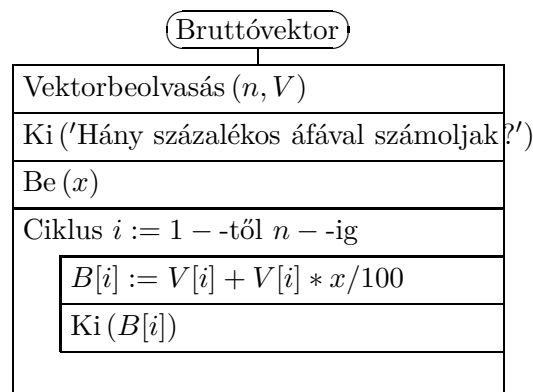 Bruttóvektor
Vektorbeolvasás (n, V)
Ki ('Hány százalékos áfával számoljak?')
Be (x)
Ciklus i := 1 − -től n − -ig
B[i] := V[i] + V[i] ∗ x/100
Ki (B[i])